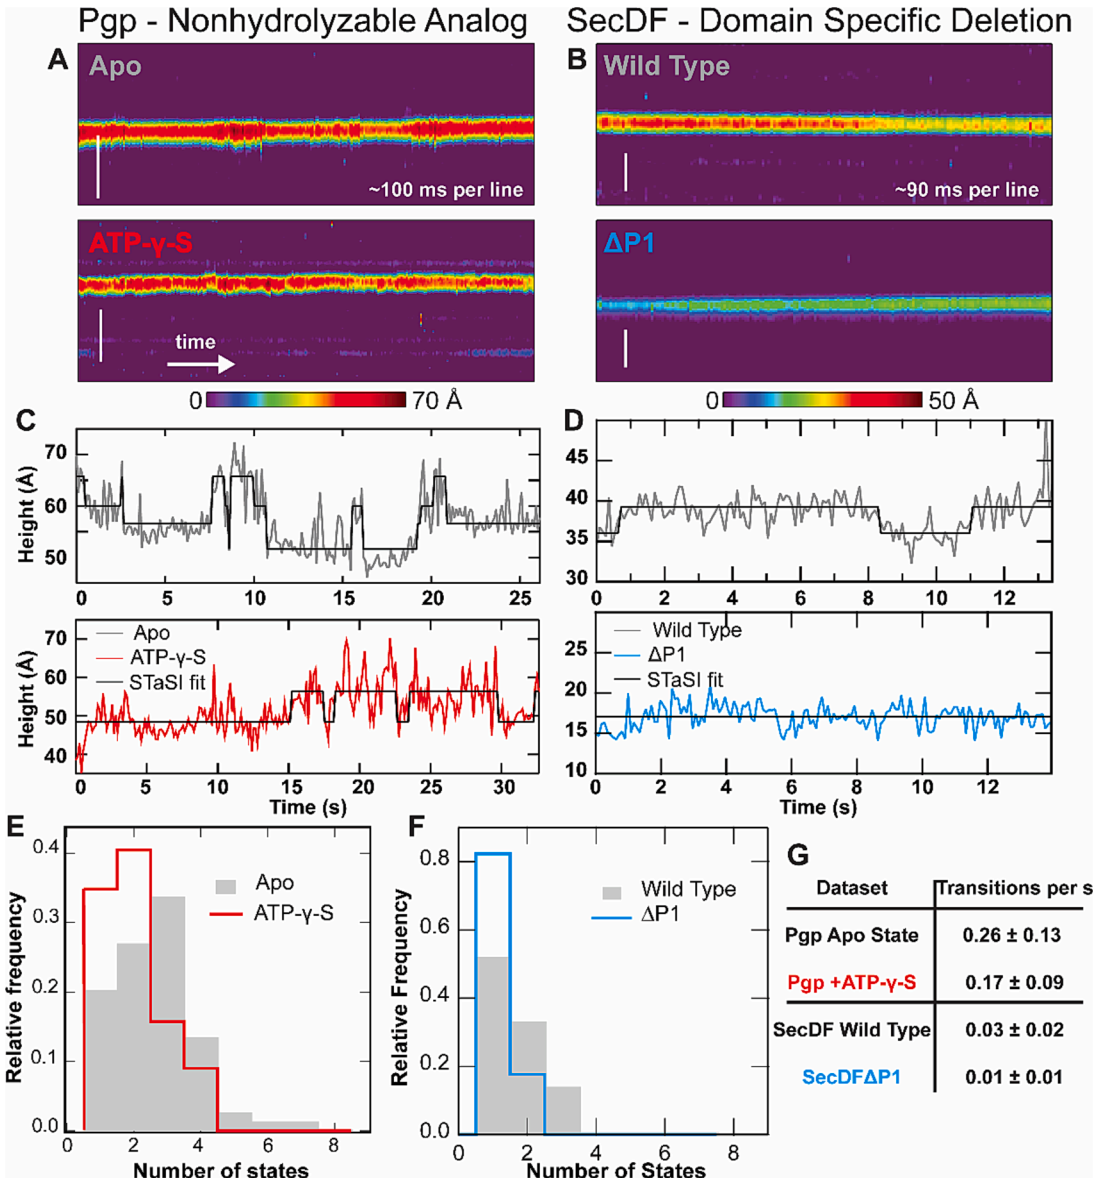 Pgp - Nonhydrolyzable Analog
SecDF - Domain Specific Deletion
A
Apo
~100 ms per line
B
Wild Type
~90 ms per line
ATP-γ-S
time
ΔP1
0 70 Å
0 50 Å
C
Height (Å)
70
60
50
0 5 10 15 20 25
Apo
ATP-γ-S
STaSI fit
Height (Å)
70
60
50
40
0 5 10 15 20 25 30
Time (s)
D
45
40
35
30
0 2 4 6 8 10 12
Wild Type
ΔP1
STaSI fit
25
20
15
10
0 2 4 6 8 10 12
Time (s)
E
Relative frequency
0.4
0.3
0.2
0.1
0.0
Apo
ATP-γ-S
0 2 4 6 8
Number of states
F
Relative Frequency
0.8
0.6
0.4
0.2
0.0
Wild Type
ΔP1
0 2 4 6 8
Number of States
G
Dataset Transitions per s
Pgp Apo State 0.26 ± 0.13
Pgp +ATP-γ-S 0.17 ± 0.09
SecDF Wild Type 0.03 ± 0.02
SecDFΔP1 0.01 ± 0.01